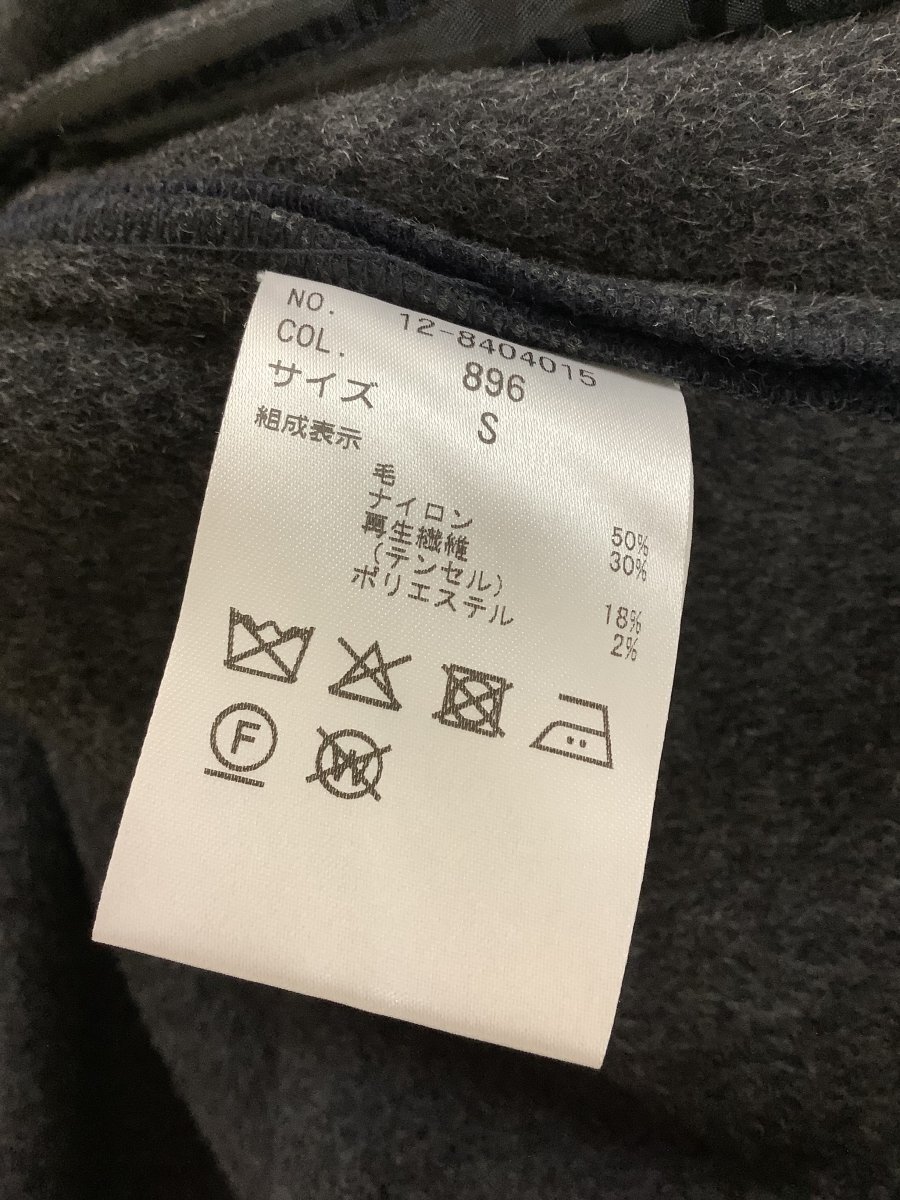 NO. 12-8404015
COL. 896
サイズ S
組成表示
毛 50%
ナイロン 30%
再生繊維
(テンセル) 18%
ポリエステル 2%
F
W